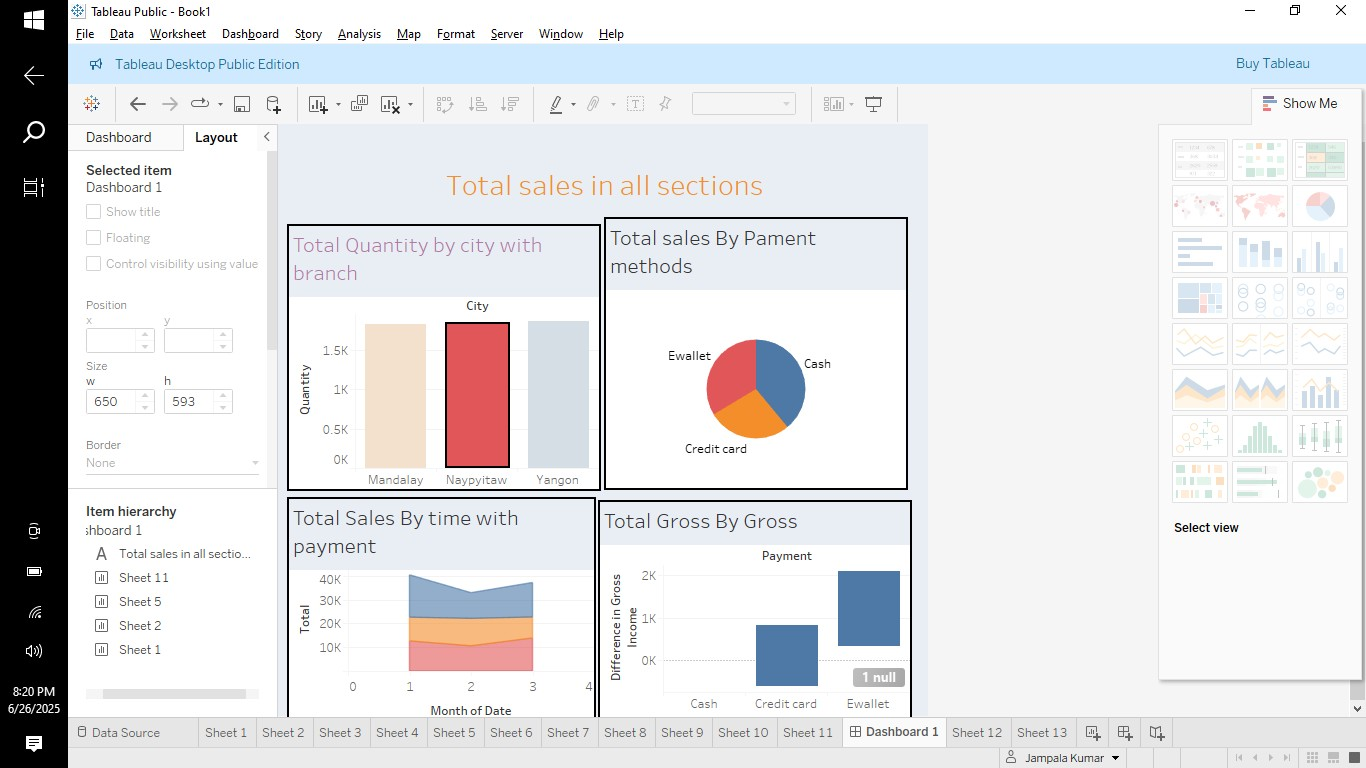 Tableau Public - Book1
File Data Worksheet Dashboard Story Analysis Map Format Server Window Help
Tableau Desktop Public Edition
Buy Tableau
Show Me
Dashboard
Layout
Selected item
Dashboard 1
Show title
Floating
Control visibility using value
Position
x y
Size
w h
650 593
Border
None
Item hierarchy
shboard 1
Total sales in all sectio...
Sheet 11
Sheet 5
Sheet 2
Sheet 1
Total sales in all sections
Total Quantity by city with
branch
City
Quantity
1.5K
1K
0.5K
0K
Mandalay Naypyitaw Yangon
Total sales By Pament
methods
Ewallet
Cash
Credit card
Total Sales By time with
payment
Total
40K
30K
20K
10K
0 1 2 3 4
Month of Date
Total Gross By Gross
Payment
Difference in Gross
Income
2K
1K
0K
1 null
Cash Credit card Ewallet
Select view
8:20 PM
6/26/2025
Data Source Sheet 1 Sheet 2 Sheet 3 Sheet 4 Sheet 5 Sheet 6 Sheet 7 Sheet 8 Sheet 9 Sheet 10 Sheet 11 Dashboard 1 Sheet 12 Sheet 13
Jampala Kumar